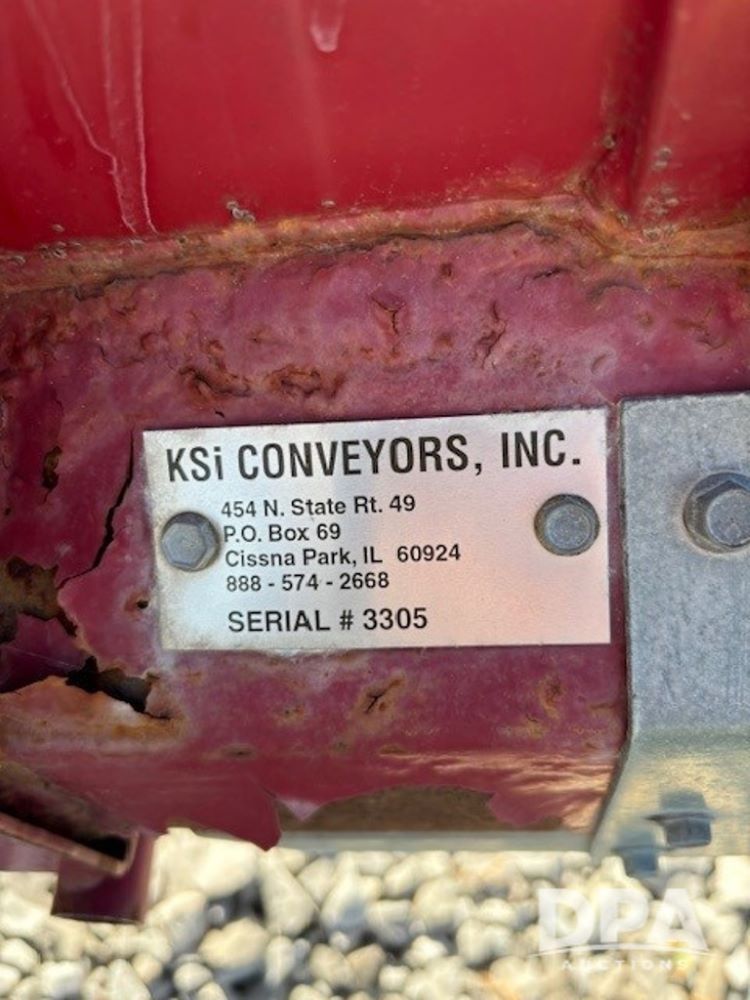 KSi CONVEYORS, INC.
454 N. State Rt. 49
P.O. Box 69
Cissna Park, IL 60924
888 - 574 - 2668
SERIAL # 3305
DPA
AUCTIONS